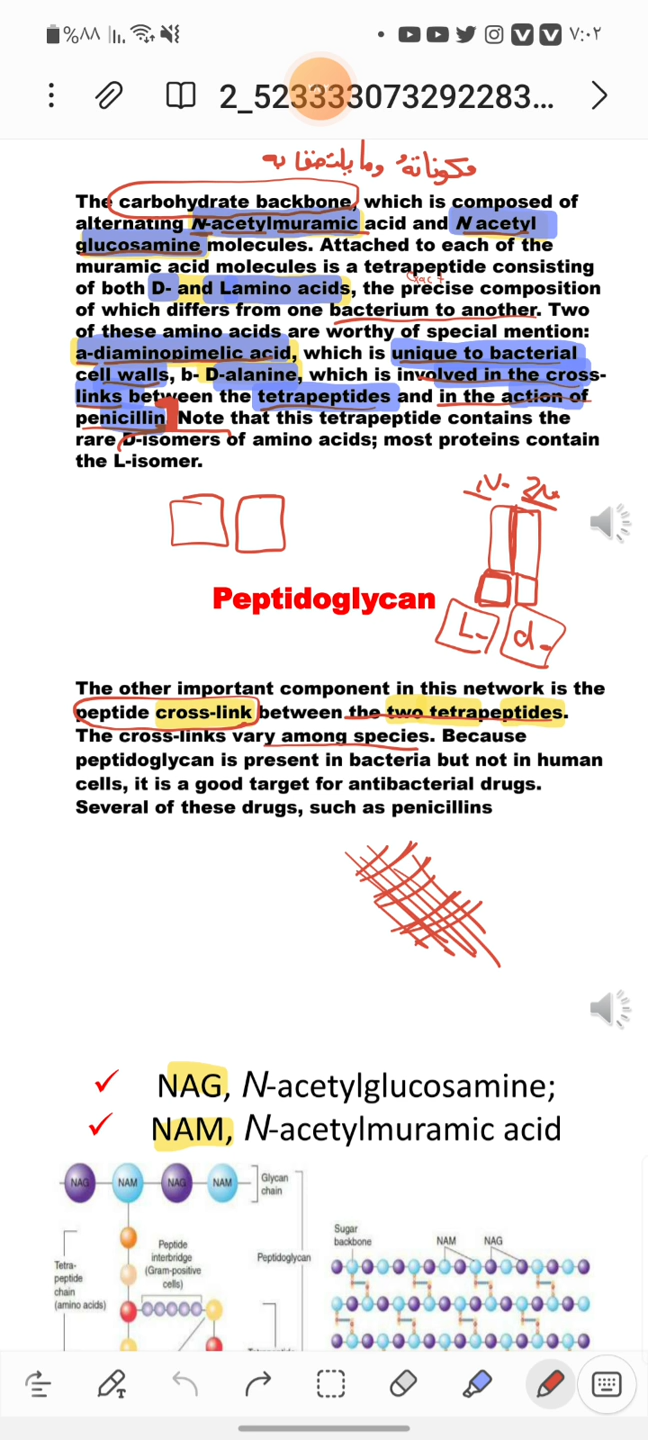 %٨٨
٧:٠٢
2_523333073292283...
مكوناته وما يلتصق به
The carbohydrate backbone, which is composed of
alternating N-acetylmuramic acid and N acetyl
glucosamine molecules. Attached to each of the
muramic acid molecules is a tetrapeptide consisting
of both D- and Lamino acids, the precise composition
of which differs from one bacterium to another. Two
of these amino acids are worthy of special mention:
a-diaminopimelic acid, which is unique to bacterial
cell walls, b- D-alanine, which is involved in the cross-
links between the tetrapeptides and in the action of
penicillin. Note that this tetrapeptide contains the
rare D-isomers of amino acids; most proteins contain
the L-isomer.
Peptidoglycan
L- d-
The other important component in this network is the
peptide cross-link between the two tetrapeptides.
The cross-links vary among species. Because
peptidoglycan is present in bacteria but not in human
cells, it is a good target for antibacterial drugs.
Several of these drugs, such as penicillins
✓ NAG, N-acetylglucosamine;
✓ NAM, N-acetylmuramic acid
NAG NAM NAG NAM
Glycan
chain
Tetra-
peptide
chain
(amino acids)
Peptide
interbridge
(Gram-positive
cells)
Peptidoglycan
Sugar
backbone
NAM NAG